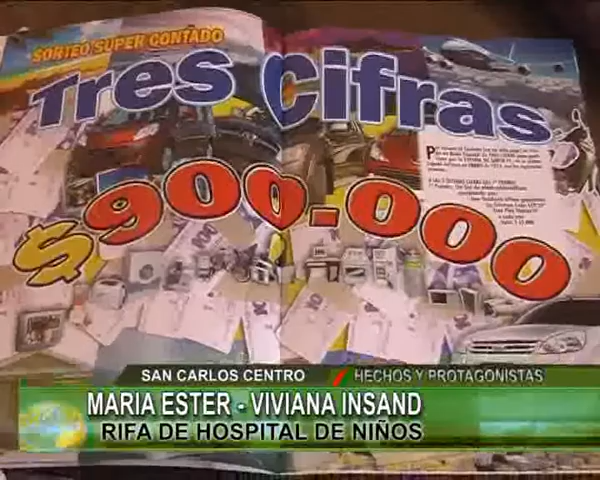 SORTEO SUPER CONTADO
Tres Cifras
$900.000
SAN CARLOS CENTRO
HECHOS Y PROTAGONISTAS
MARIA ESTER - VIVIANA INSAND
RIFA DE HOSPITAL DE NIÑOS